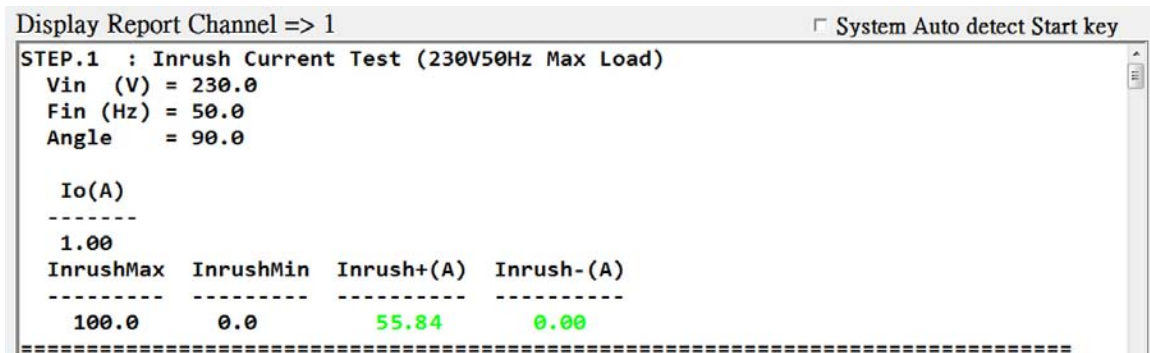 Display Report Channel => 1 System Auto detect Start key
STEP.1  : Inrush Current Test (230V50Hz Max Load)
Vin  (V) = 230.0
Fin (Hz) = 50.0
Angle    = 90.0
Io(A)
-------
1.00
InrushMax  InrushMin  Inrush+(A)  Inrush-(A)
---------  ---------  ----------  ----------
100.0      0.0        55.84       0.00
================================================================================